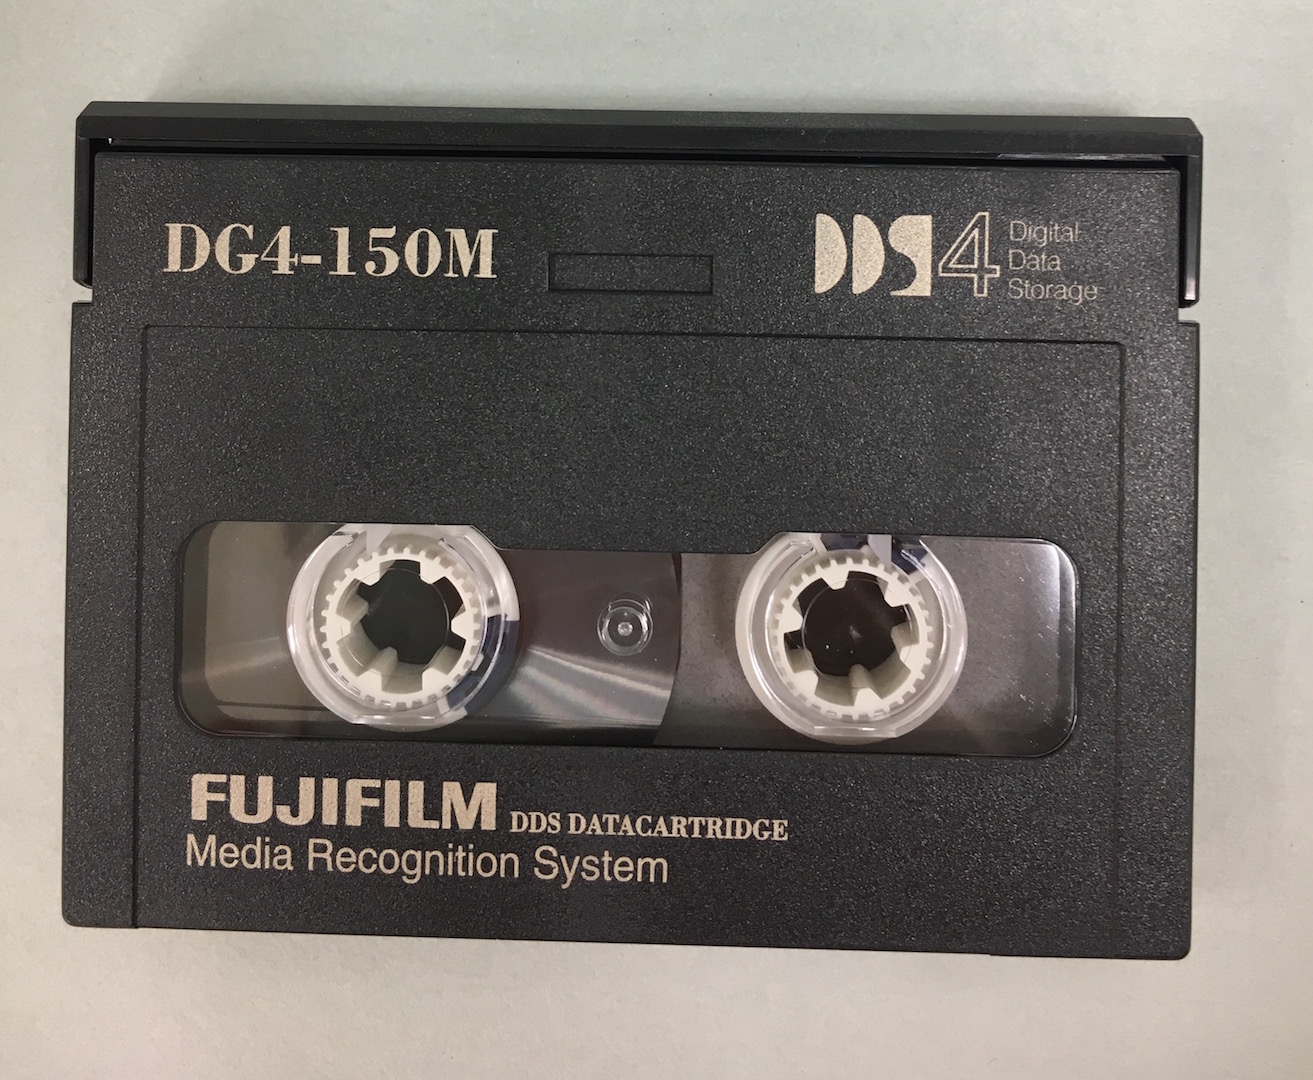 DG4-150M
DDS4 Digital
Data
Storage
FUJIFILM DDS DATACARTRIDGE
Media Recognition System